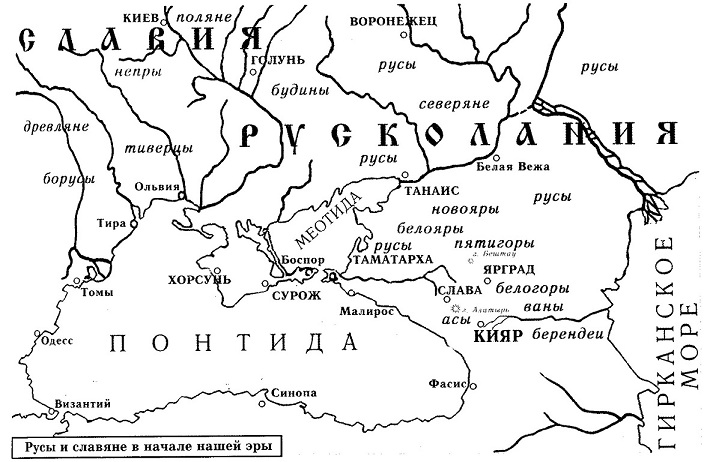 КИЕВ
поляне
ВОРОНЕЖЕЦ
СЛАВИЯ
ГОЛУНЬ
непры
русы
русы
будины
северяне
древляне
РУСКОЛАНИЯ
тиверцы
русы
Белая Вежа
борусы
Ольвия
ТАНАИС
русы
МЕОТИДА
новояры
Тира
белояры
русы
пятигоры
Боспор
ТАМАТАРХА
г. Бештау
ХОРСУНЬ
ЯРГРАД
Томы
СУРОЖ
СЛАВА
белогоры
Малирос
г. Алатырь
ваны
асы
КИЯР
берендеи
Одесс
ПОНТИДА
ГИРКАНСКОЕ
МОРЕ
Фасис
Византий
Синопа
Русы и славяне в начале нашей эры